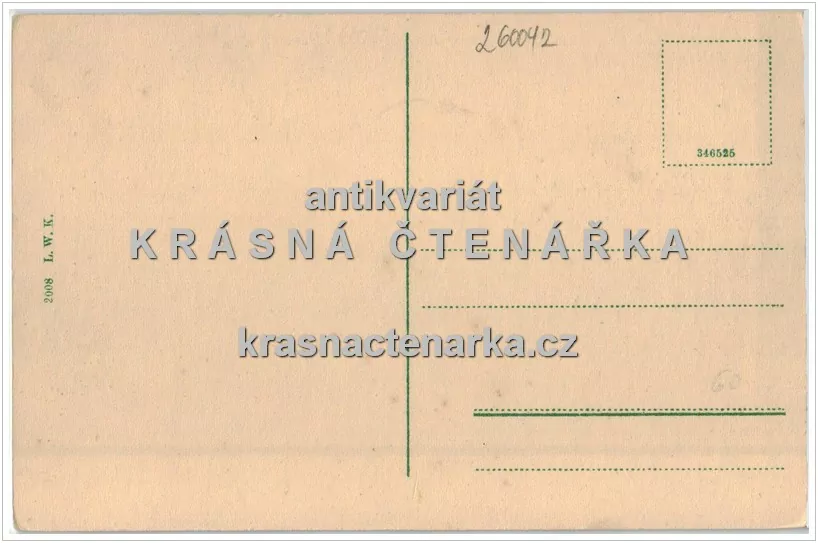 260042
346525
antikvariát
KRÁSNÁ ČTENÁŘKA
2008 L. W. K.
krasnactenarka.cz
60